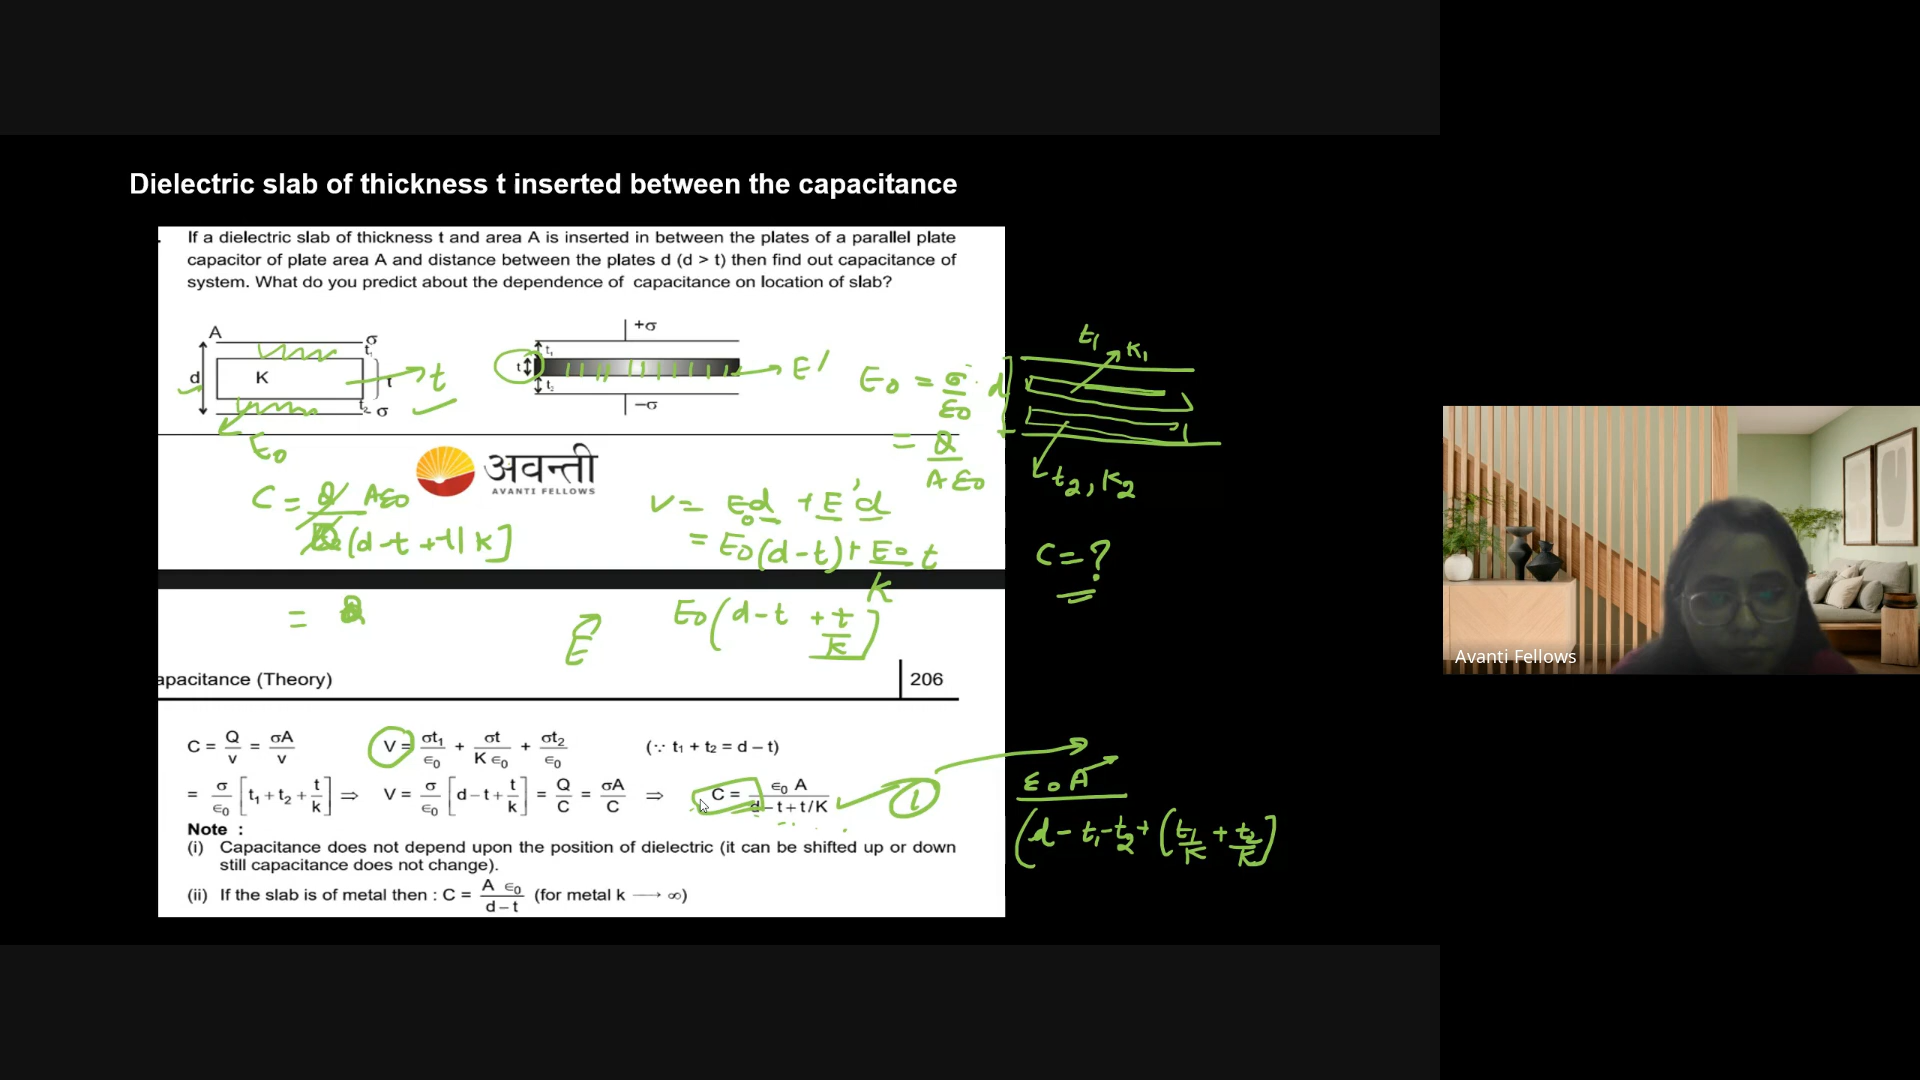 Dielectric slab of thickness t inserted between the capacitance
If a dielectric slab of thickness t and area A is inserted in between the plates of a parallel plate
capacitor of plate area A and distance between the plates d (d > t) then find out capacitance of
system. What do you predict about the dependence of capacitance on location of slab?
A
σ
t₁
d
K
t
t₂
σ
t
E₀
+σ
t₁
t
t₂
−σ
E′
E₀ = σ/ε₀
= Q/Aε₀
d
t₁
K₁
t₂, K₂
C = ?
अवन्ती
AVANTI FELLOWS
C = Q Aε₀ / Q (d-t + t/K]
=
V = E₀d + E′d
= E₀(d-t) + E₀/K t
E₀(d-t + t/K]
E
apacitance (Theory)
206
C = Q/v = σA/v
V = σt₁/ε₀ + σt/Kε₀ + σt₂/ε₀
(∵ t₁ + t₂ = d – t)
= σ/ε₀ [t₁ + t₂ + t/k] ⇒ V = σ/ε₀ [d – t + t/k] = Q/C = σA/C ⇒ C = ε₀ A/d – t + t/K
1
ε₀A
(d - t₁ - t₂ + (t₁/K + t₂/K]
Note :
(i) Capacitance does not depend upon the position of dielectric (it can be shifted up or down
still capacitance does not change).
(ii) If the slab is of metal then : C = A ε₀/d – t (for metal k ⟶ ∞)
Avanti Fellows